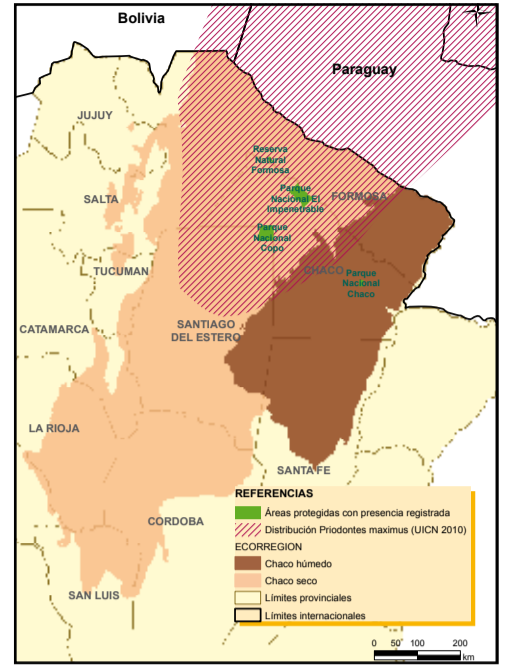 Bolivia
Paraguay
JUJUY
Reserva
Natural
Formosa
Parque
Nacional El
Impenetrable
FORMOSA
SALTA
Parque
Nacional
Copo
TUCUMAN
CHACO
Parque
Nacional
Chaco
SANTIAGO
DEL ESTERO
CATAMARCA
LA RIOJA
SANTA FE
CORDOBA
SAN LUIS
REFERENCIAS
Áreas protegidas con presencia registrada
Distribución Priodontes maximus (UICN 2010)
ECORREGION
Chaco húmedo
Chaco seco
Límites provinciales
Límites internacionales
0 50 100 200
km